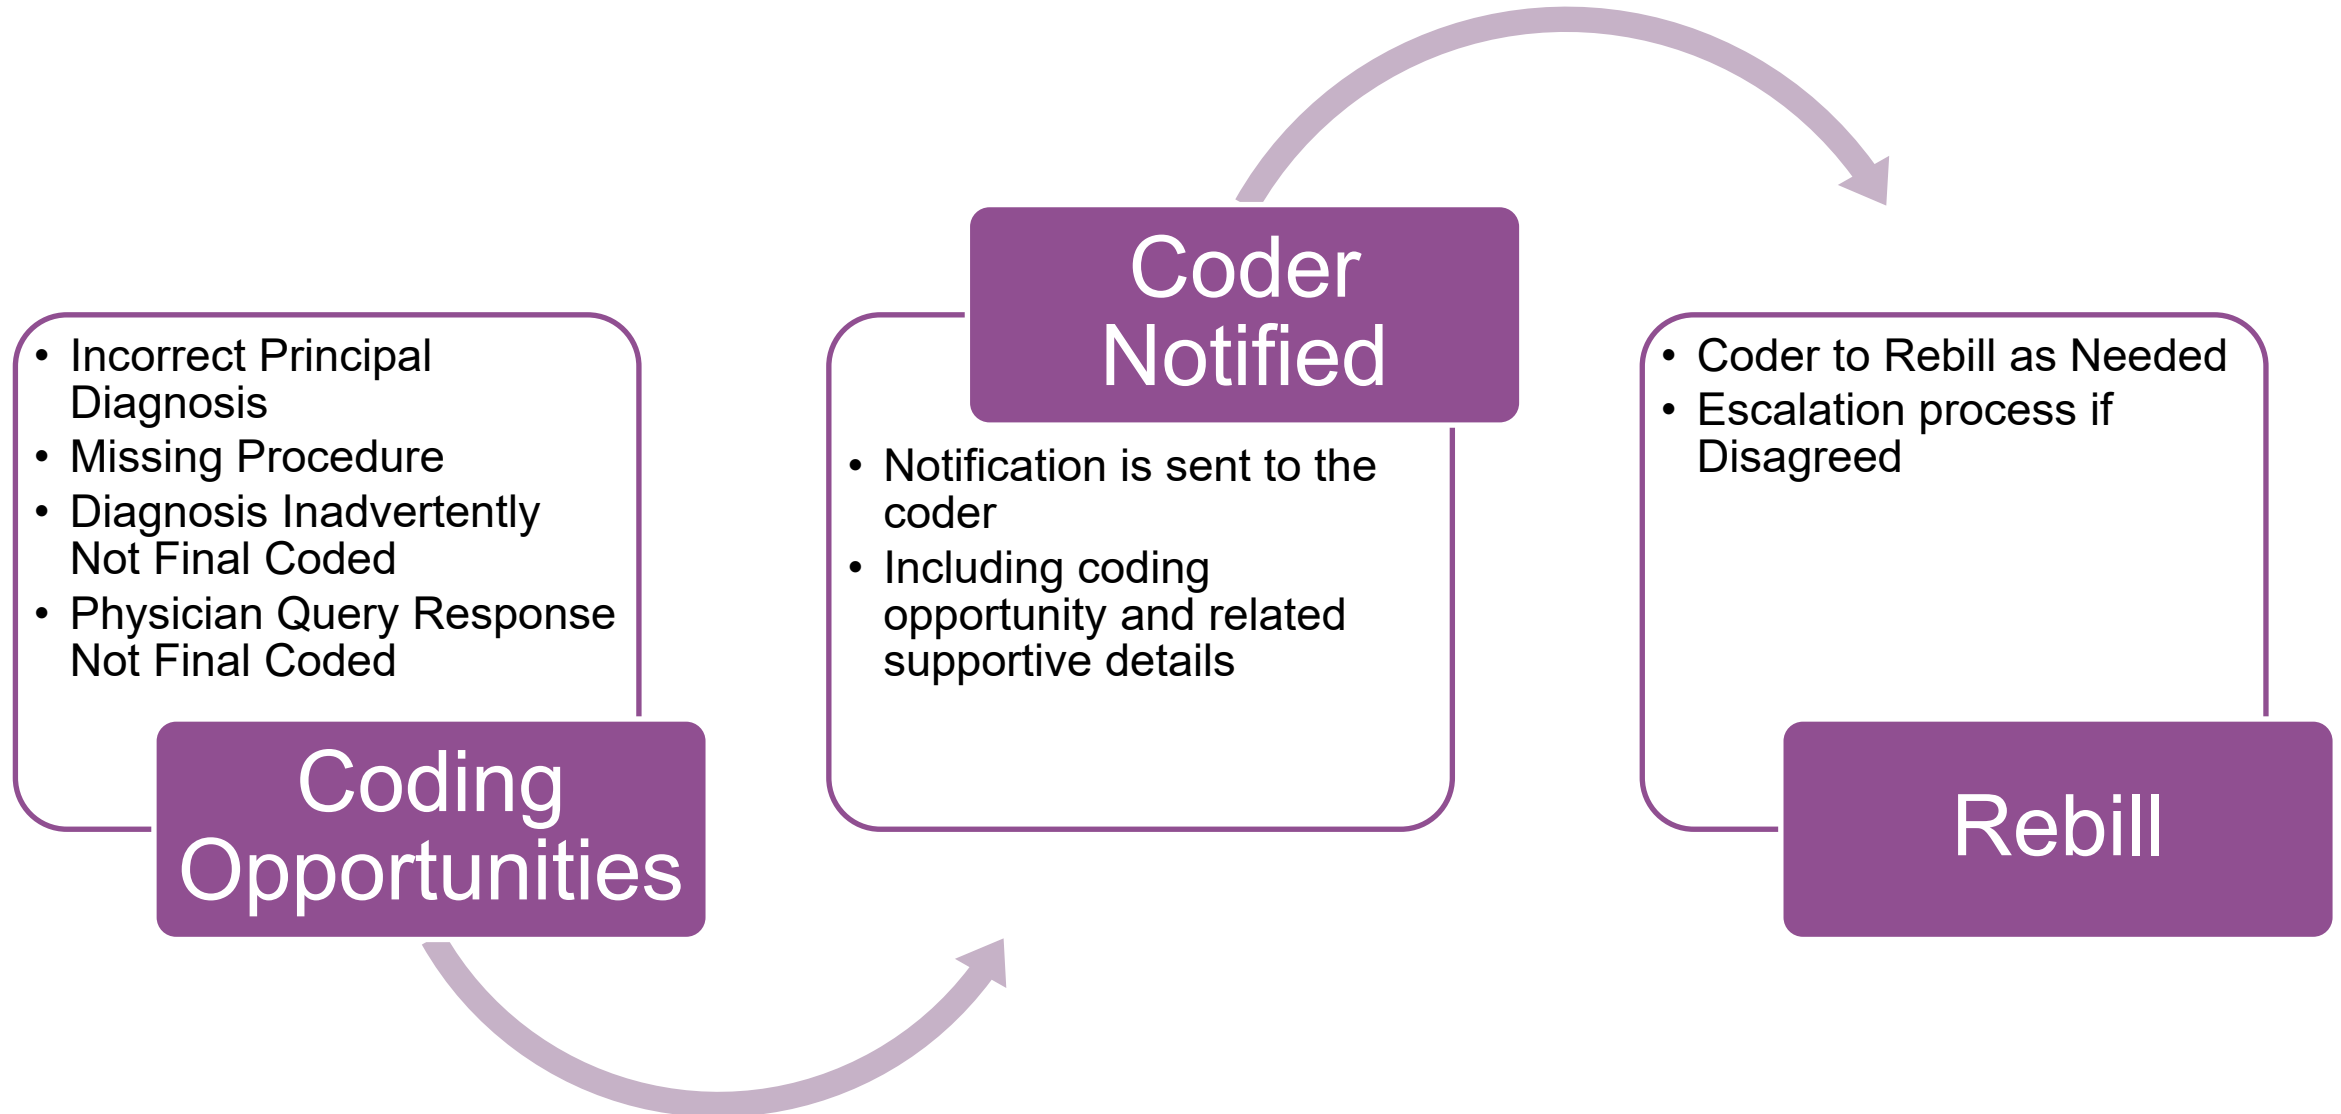 • Incorrect Principal
Diagnosis
• Missing Procedure
• Diagnosis Inadvertently
Not Final Coded
• Physician Query Response
Not Final Coded
Coding
Opportunities
Coder
Notified
• Notification is sent to the
coder
• Including coding
opportunity and related
supportive details
• Coder to Rebill as Needed
• Escalation process if
Disagreed
Rebill